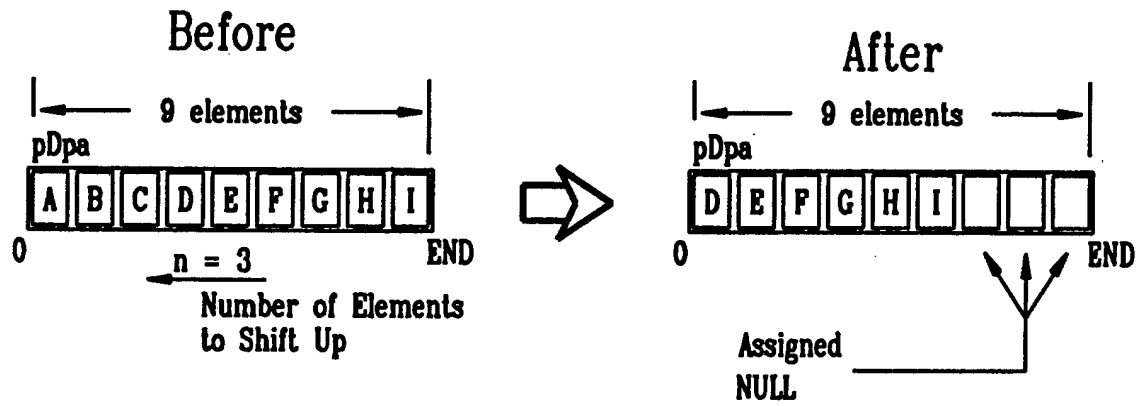 Before
9 elements
pDpa
A B C D E F G H I
0 END
n = 3
Number of Elements
to Shift Up
After
9 elements
pDpa
D E F G H I
0 END
Assigned
NULL